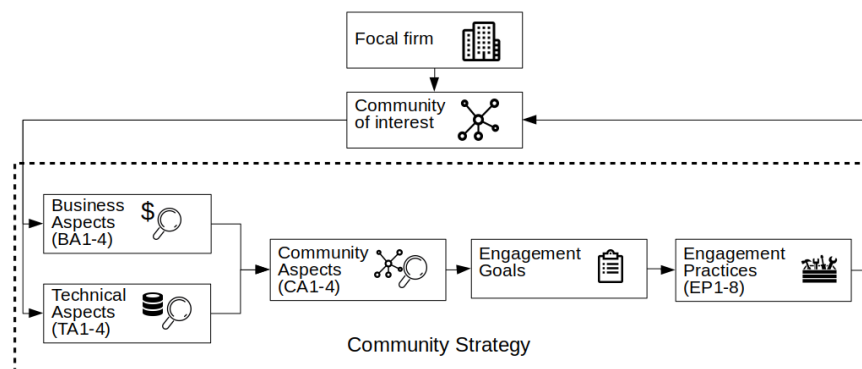 Focal firm
Community
of interest
Business
Aspects
(BA1-4)
$
Technical
Aspects
(TA1-4)
Community
Aspects
(CA1-4)
Engagement
Goals
Engagement
Practices
(EP1-8)
Community Strategy